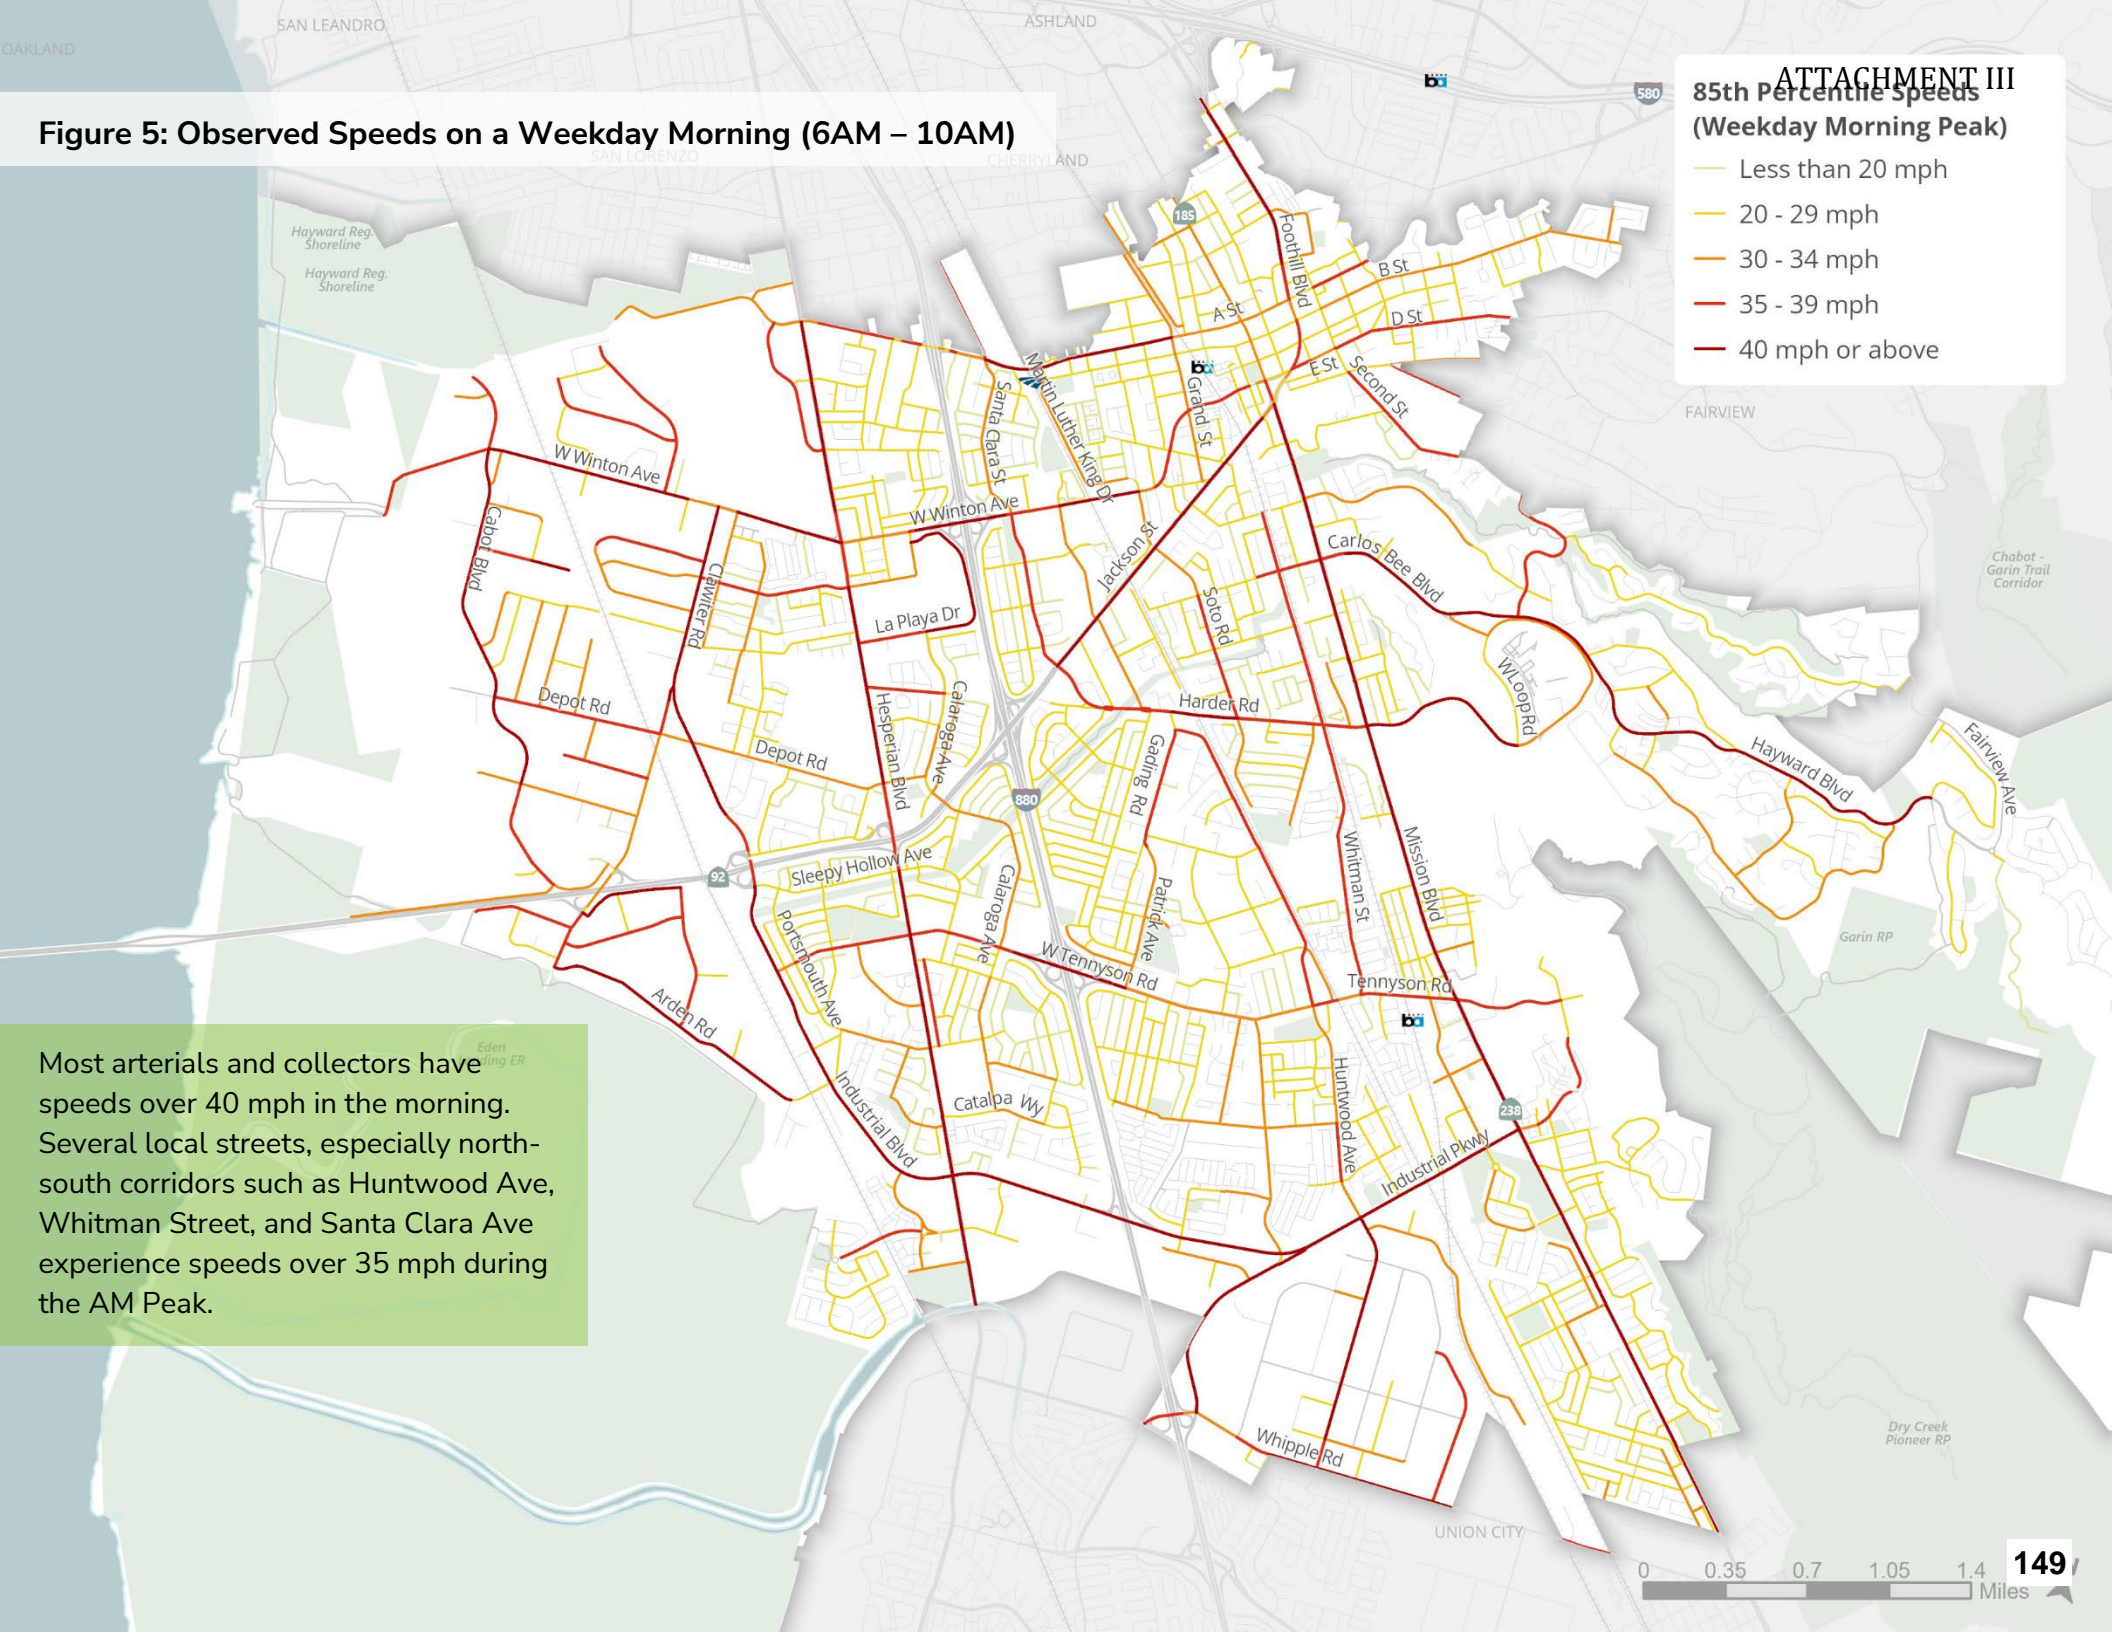 SAN LEANDRO
ASHLAND
OAKLAND
580
ATTACHMENT III
85th Percentile Speeds
(Weekday Morning Peak)
Less than 20 mph
20 - 29 mph
30 - 34 mph
35 - 39 mph
40 mph or above
Figure 5: Observed Speeds on a Weekday Morning (6AM – 10AM)
SAN LORENZO
CHERRYLAND
185
Hayward Reg.
Shoreline
Hayward Reg.
Shoreline
Foothill Blvd
B St
A St
D St
E St
Second St
FAIRVIEW
Martin Luther King Dr
Santa Clara St
Grand St
W Winton Ave
W Winton Ave
Cabot Blvd
Jackson St
Carlos Bee Blvd
Chabot -
Garin Trail
Corridor
Clawiter Rd
La Playa Dr
Soto Rd
W Loop Rd
Depot Rd
Harder Rd
Calaroga Ave
Hesperian Blvd
Depot Rd
Gading Rd
Hayward Blvd
Fairview Ave
880
Whitman St
Mission Blvd
Sleepy Hollow Ave
92
Calaroga Ave
Patrick Ave
Portsmouth Ave
Garin RP
W Tennyson Rd
Tennyson Rd
Arden Rd
Eden
Landing ER
Most arterials and collectors have
speeds over 40 mph in the morning.
Several local streets, especially north-
south corridors such as Huntwood Ave,
Whitman Street, and Santa Clara Ave
experience speeds over 35 mph during
the AM Peak.
Industrial Blvd
Catalpa Wy
Huntwood Ave
238
Industrial Pkwy
Whipple Rd
Dry Creek
Pioneer RP
UNION CITY
0 0.35 0.7 1.05 1.4
Miles
149